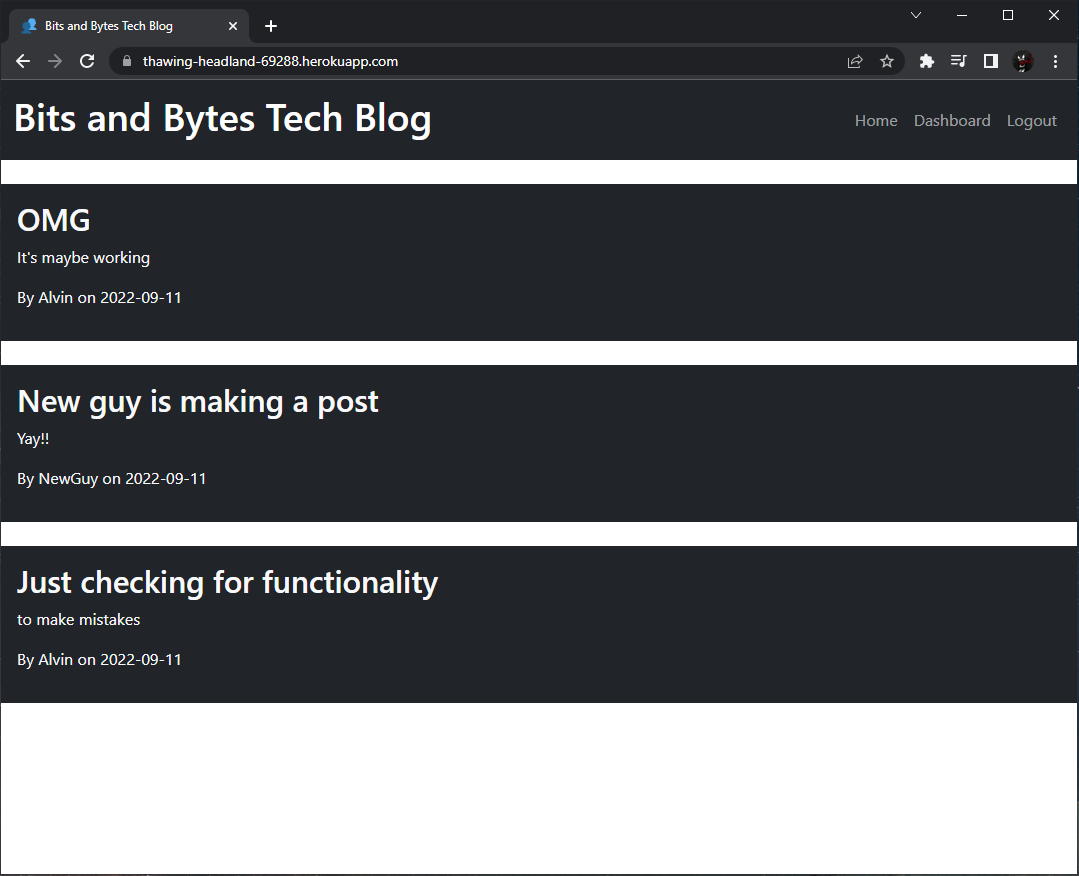 Bits and Bytes Tech Blog
thawing-headland-69288.herokuapp.com
Bits and Bytes Tech Blog
Home Dashboard Logout
OMG
It's maybe working
By Alvin on 2022-09-11
New guy is making a post
Yay!!
By NewGuy on 2022-09-11
Just checking for functionality
to make mistakes
By Alvin on 2022-09-11